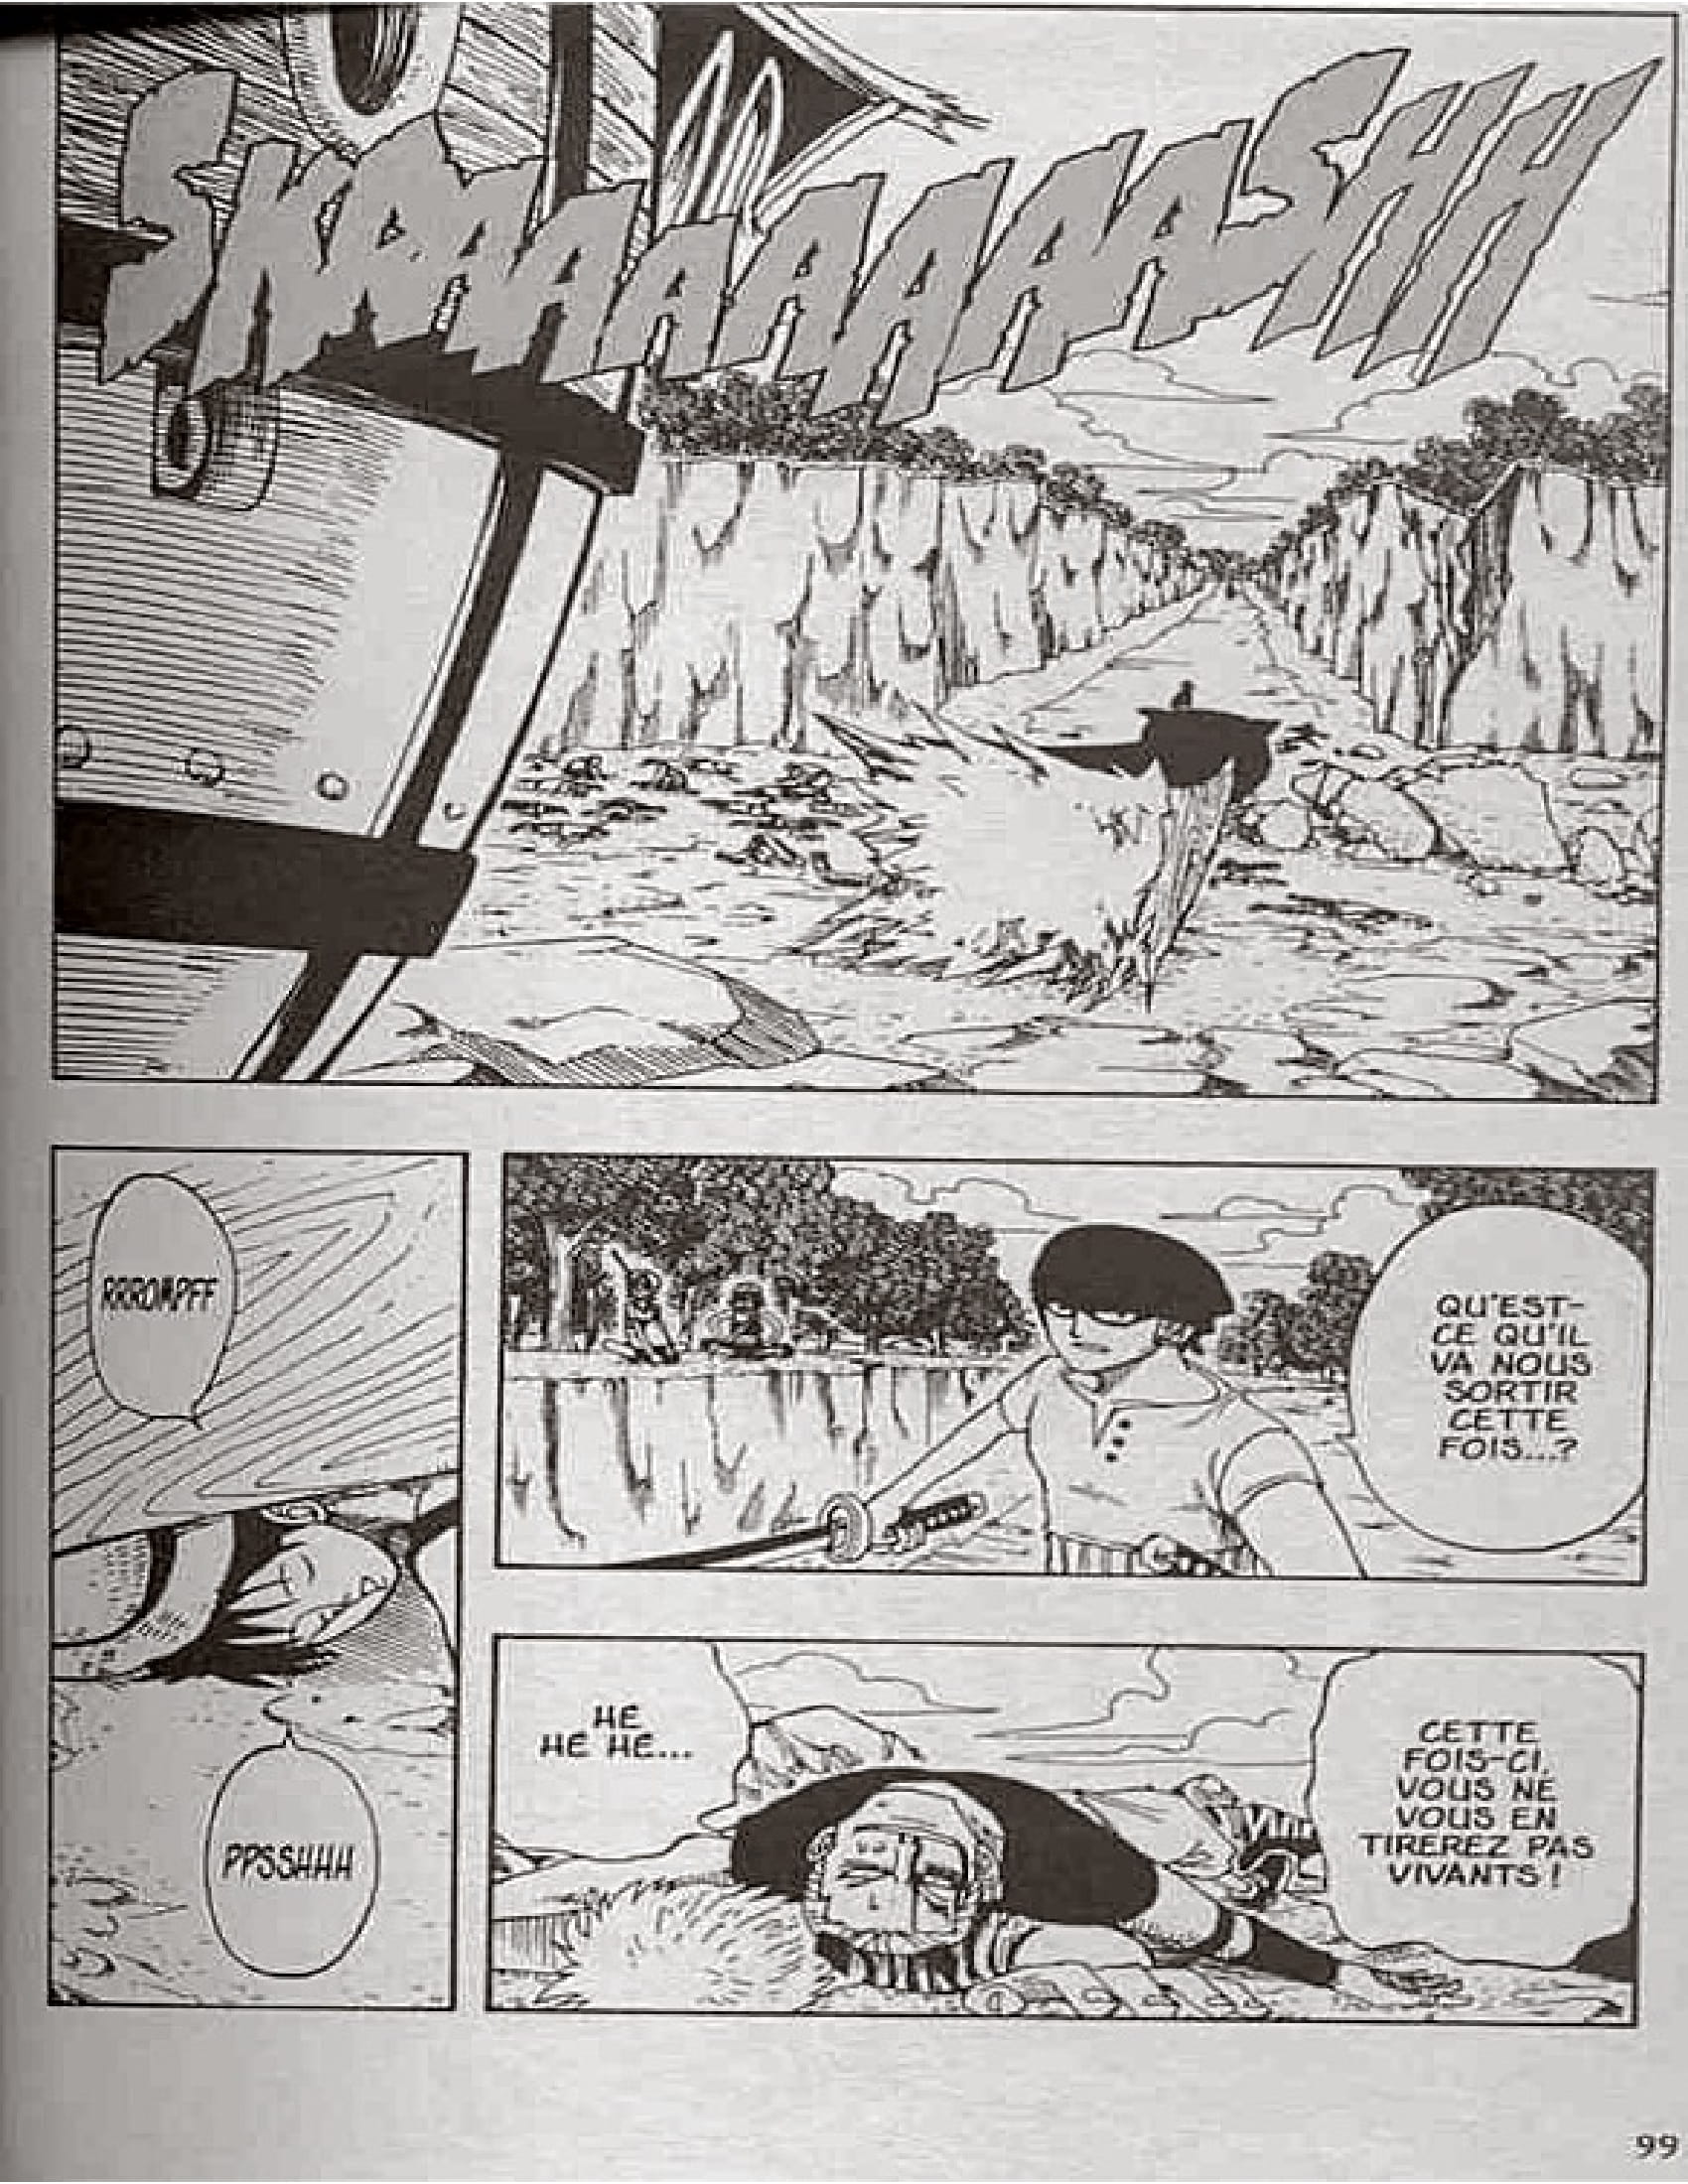 SKRAAAAAAAASHH
QU'EST-
CE QU'IL
VA NOUS
SORTIR
CETTE
FOIS...?
CETTE
FOIS-CI,
VOUS NE
VOUS EN
TIREREZ PAS
VIVANTS !
HE
HE HE...
RRROMPFF
PPSSHHH
99